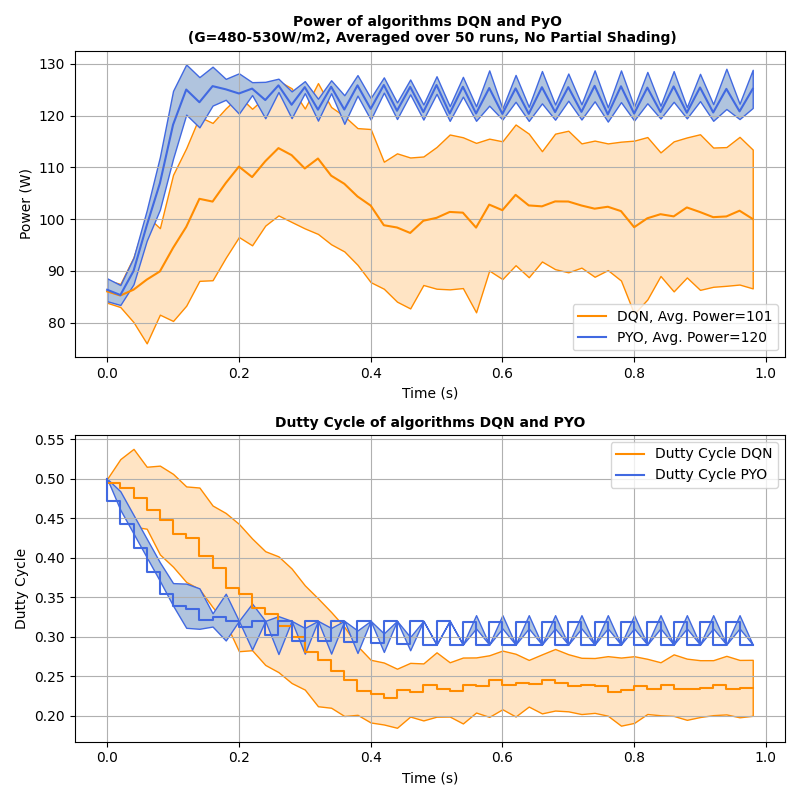 Power of algorithms DQN and PyO
(G=480-530W/m2, Averaged over 50 runs, No Partial Shading)
130
120
110
100
90
80
Power (W)
DQN, Avg. Power=101
PYO, Avg. Power=120
0.0 0.2 0.4 0.6 0.8 1.0
Time (s)
Dutty Cycle of algorithms DQN and PYO
0.55
0.50
0.45
0.40
0.35
0.30
0.25
0.20
Dutty Cycle
Dutty Cycle DQN
Dutty Cycle PYO
0.0 0.2 0.4 0.6 0.8 1.0
Time (s)